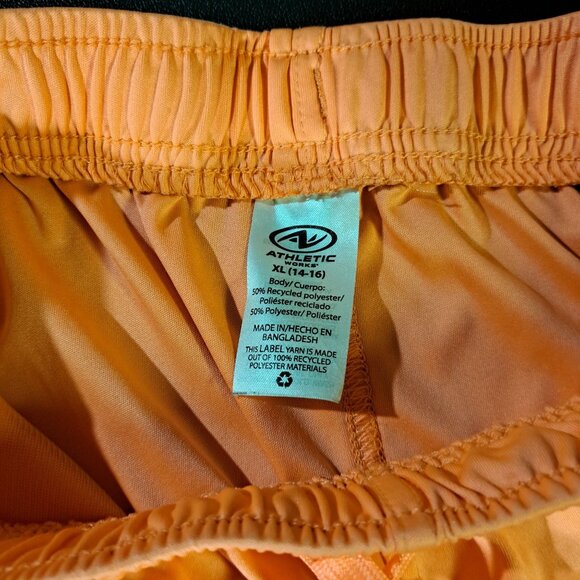 ATHLETIC
WORKS®
XL (14-16)
Body/ Cuerpo:
50% Recycled polyester/
Poliéster reciclado
50% Polyester/ Poliéster
MADE IN/HECHO EN
BANGLADESH
THIS LABEL YARN IS MADE
OUT OF 100% RECYCLED
POLYESTER MATERIALS